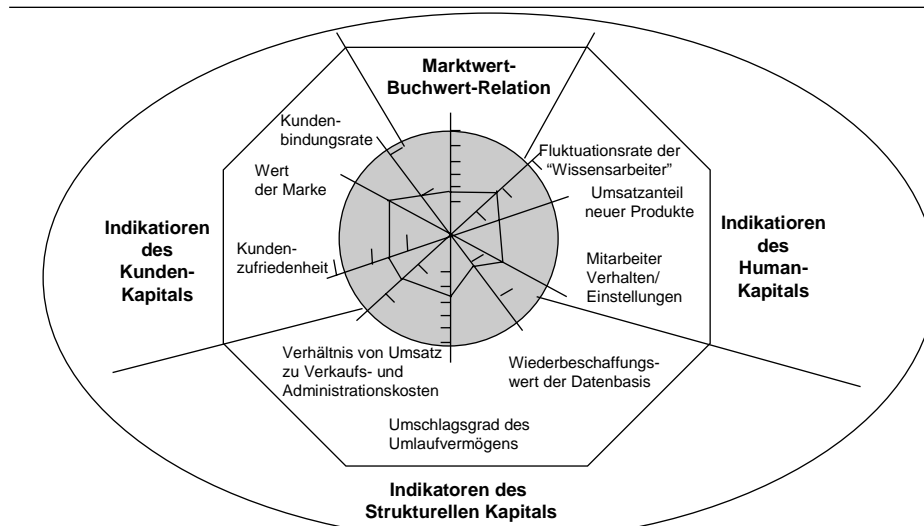 Marktwert-
Buchwert-Relation
Kunden-
bindungsrate
Fluktuationsrate der
"Wissensarbeiter"
Wert
der Marke
Umsatzanteil
neuer Produkte
Indikatioren
des
Kunden-
Kapitals
Indikatioren
des
Human-
Kapitals
Kunden-
zufriedenheit
Mitarbeiter
Verhalten/
Einstellungen
Verhältnis von Umsatz
zu Verkaufs- und
Administrationskosten
Wiederbeschaffungs-
wert der Datenbasis
Umschlagsgrad des
Umlaufvermögens
Indikatoren des
Strukturellen Kapitals